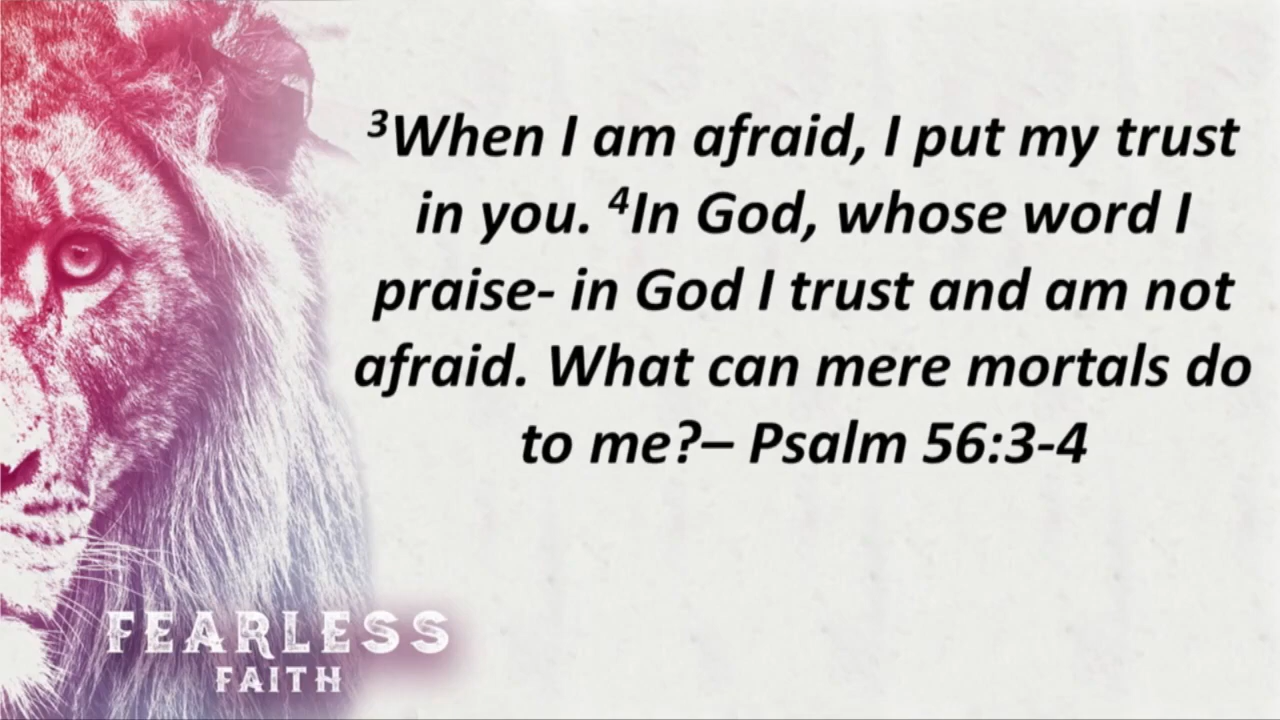 ³When I am afraid, I put my trust
in you. ⁴In God, whose word I
praise- in God I trust and am not
afraid. What can mere mortals do
to me?– Psalm 56:3-4
FEARLESS
FAITH